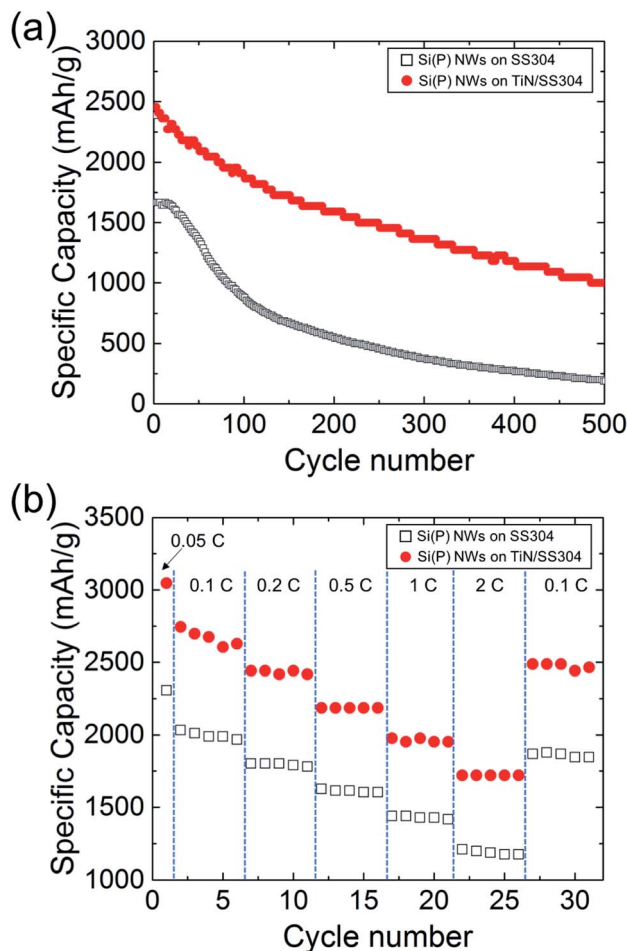 (a)
3000
2500
2000
1500
1000
500
0
Specific Capacity (mAh/g)
Si(P) NWs on SS304
Si(P) NWs on TiN/SS304
0 100 200 300 400 500
Cycle number
(b)
3500
3000
2500
2000
1500
1000
Specific Capacity (mAh/g)
Si(P) NWs on SS304
Si(P) NWs on TiN/SS304
0.05 C
0.1 C 0.2 C 0.5 C 1 C 2 C 0.1 C
0 5 10 15 20 25 30
Cycle number